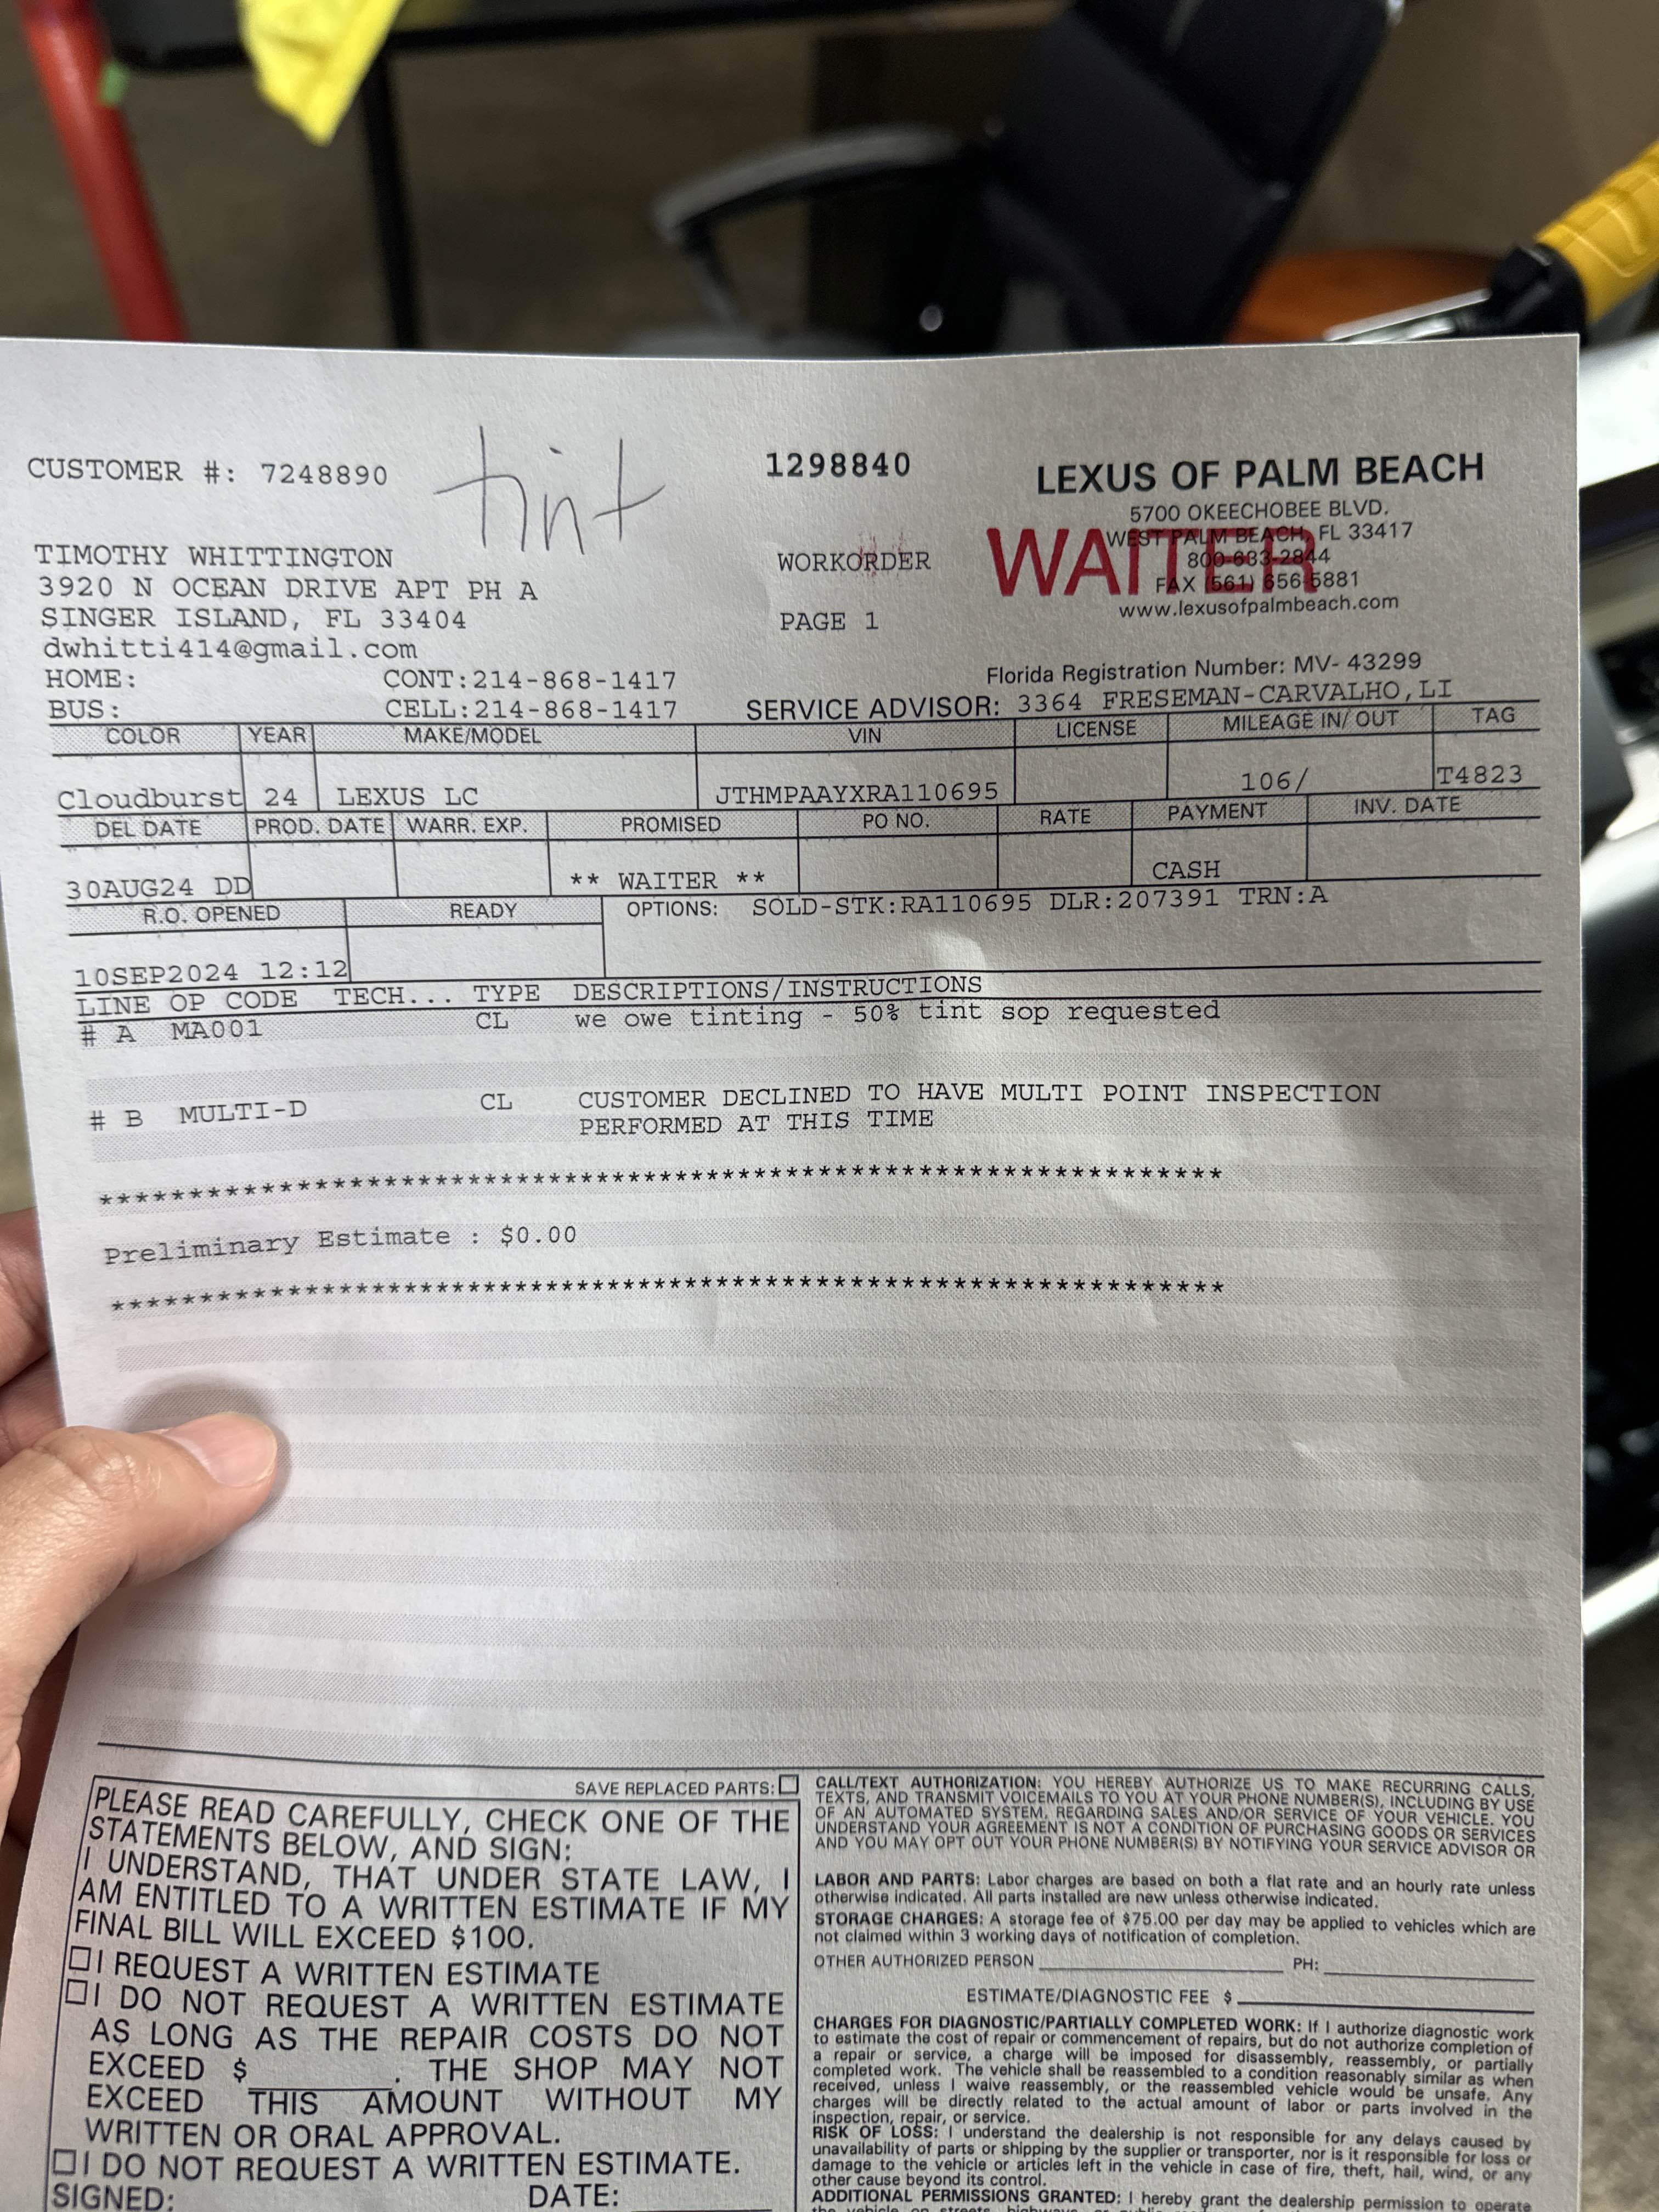 CUSTOMER #: 7248890
tint
1298840
LEXUS OF PALM BEACH
5700 OKEECHOBEE BLVD.
WEST PALM BEACH, FL 33417
800-633-2844
FAX (561) 656-5881
www.lexusofpalmbeach.com
WAITER
TIMOTHY WHITTINGTON
3920 N OCEAN DRIVE APT PH A
SINGER ISLAND, FL 33404
dwhitti414@gmail.com
WORKORDER
PAGE 1
HOME: CONT:214-868-1417
BUS: CELL:214-868-1417
Florida Registration Number: MV- 43299
SERVICE ADVISOR: 3364 FRESEMAN-CARVALHO,LI
COLOR YEAR MAKE/MODEL VIN LICENSE MILEAGE IN/ OUT TAG
Cloudburst 24 LEXUS LC JTHMPAAYXRA110695 106/ T4823
DEL DATE PROD. DATE WARR. EXP. PROMISED PO NO. RATE PAYMENT INV. DATE
30AUG24 DD ** WAITER ** CASH
R.O. OPENED READY OPTIONS: SOLD-STK:RA110695 DLR:207391 TRN:A
10SEP2024 12:12
LINE OP CODE TECH... TYPE DESCRIPTIONS/INSTRUCTIONS
# A MA001 CL we owe tinting - 50% tint sop requested
# B MULTI-D CL CUSTOMER DECLINED TO HAVE MULTI POINT INSPECTION
PERFORMED AT THIS TIME
****************************************************************
Preliminary Estimate : $0.00
****************************************************************
SAVE REPLACED PARTS:
PLEASE READ CAREFULLY, CHECK ONE OF THE
STATEMENTS BELOW, AND SIGN:
I UNDERSTAND, THAT UNDER STATE LAW, I
AM ENTITLED TO A WRITTEN ESTIMATE IF MY
FINAL BILL WILL EXCEED $100.
I REQUEST A WRITTEN ESTIMATE
I DO NOT REQUEST A WRITTEN ESTIMATE
AS LONG AS THE REPAIR COSTS DO NOT
EXCEED $________. THE SHOP MAY NOT
EXCEED THIS AMOUNT WITHOUT MY
WRITTEN OR ORAL APPROVAL.
I DO NOT REQUEST A WRITTEN ESTIMATE.
SIGNED: DATE:
CALL/TEXT AUTHORIZATION: YOU HEREBY AUTHORIZE US TO MAKE RECURRING CALLS,
TEXTS, AND TRANSMIT VOICEMAILS TO YOU AT YOUR PHONE NUMBER(S), INCLUDING BY USE
OF AN AUTOMATED SYSTEM, REGARDING SALES AND/OR SERVICE OF YOUR VEHICLE. YOU
UNDERSTAND YOUR AGREEMENT IS NOT A CONDITION OF PURCHASING GOODS OR SERVICES
AND YOU MAY OPT OUT YOUR PHONE NUMBER(S) BY NOTIFYING YOUR SERVICE ADVISOR OR
LABOR AND PARTS: Labor charges are based on both a flat rate and an hourly rate unless
otherwise indicated. All parts installed are new unless otherwise indicated.
STORAGE CHARGES: A storage fee of $75.00 per day may be applied to vehicles which are
not claimed within 3 working days of notification of completion.
OTHER AUTHORIZED PERSON ____________ PH: ____________
ESTIMATE/DIAGNOSTIC FEE $ ____________
CHARGES FOR DIAGNOSTIC/PARTIALLY COMPLETED WORK: If I authorize diagnostic work
to estimate the cost of repair or commencement of repairs, but do not authorize completion of
a repair or service, a charge will be imposed for disassembly, reassembly, or partially
completed work. The vehicle shall be reassembled to a condition reasonably similar as when
received, unless I waive reassembly, or the reassembled vehicle would be unsafe. Any
charges will be directly related to the actual amount of labor or parts involved in the
inspection, repair, or service.
RISK OF LOSS: I understand the dealership is not responsible for any delays caused by
unavailability of parts or shipping by the supplier or transporter, nor is it responsible for loss or
damage to the vehicle or articles left in the vehicle in case of fire, theft, hail, wind, or any
other cause beyond its control.
ADDITIONAL PERMISSIONS GRANTED: I hereby grant the dealership permission to operate